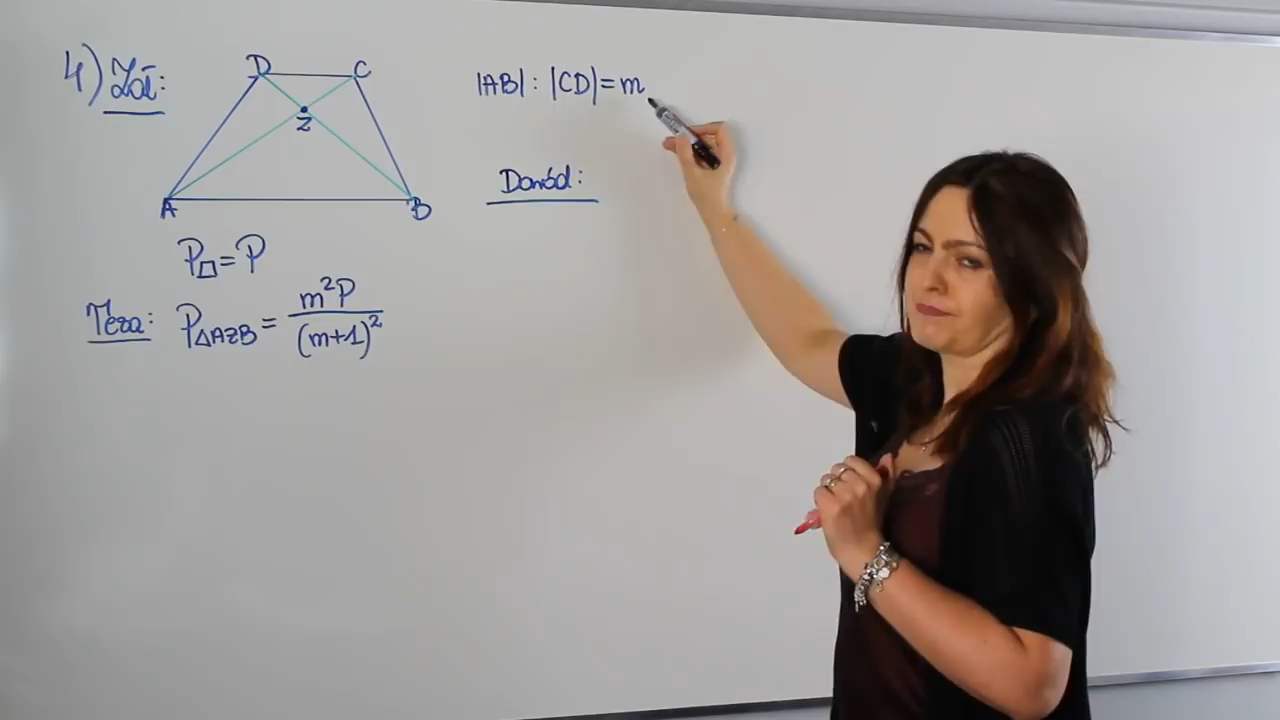 4) Zał:
D C
Z
A B
|AB| : |CD| = m
Dowód:
P□ = P
Teza: P△AZB = m²P / (m+1)²